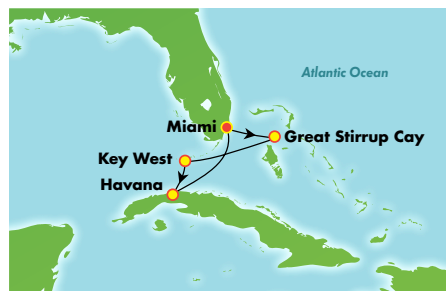 Atlantic Ocean
Miami
Great Stirrup Cay
Key West
Havana